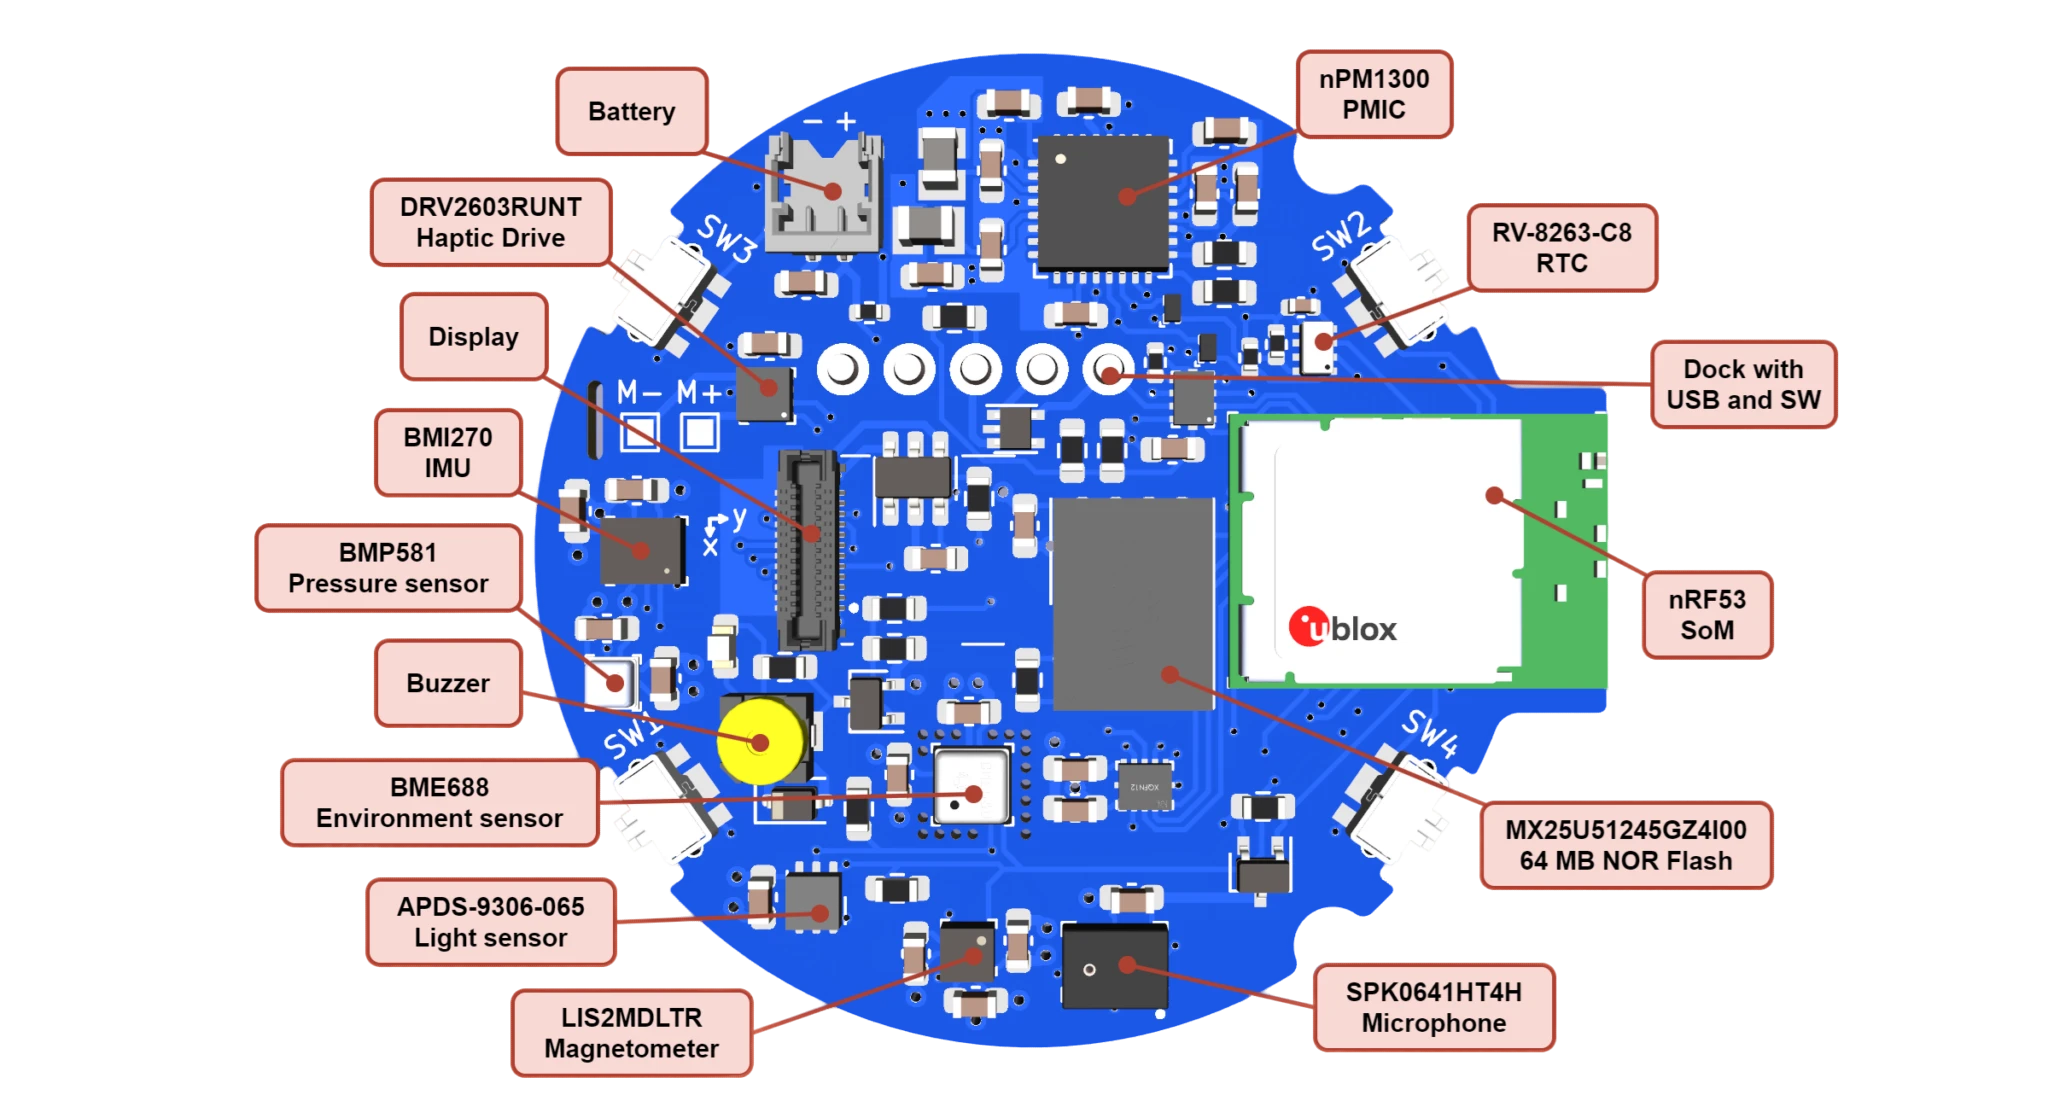 Battery
nPM1300
PMIC
- +
DRV2603RUNT
Haptic Drive
SW3
SW2
RV-8263-C8
RTC
Display
M- M+
Dock with
USB and SW
BMI270
IMU
y
x
BMP581
Pressure sensor
nRF53
SoM
ublox
Buzzer
SW1
SW4
BME688
Environment sensor
XQFN12
MX25U51245GZ4I00
64 MB NOR Flash
APDS-9306-065
Light sensor
LIS2MDLTR
Magnetometer
SPK0641HT4H
Microphone